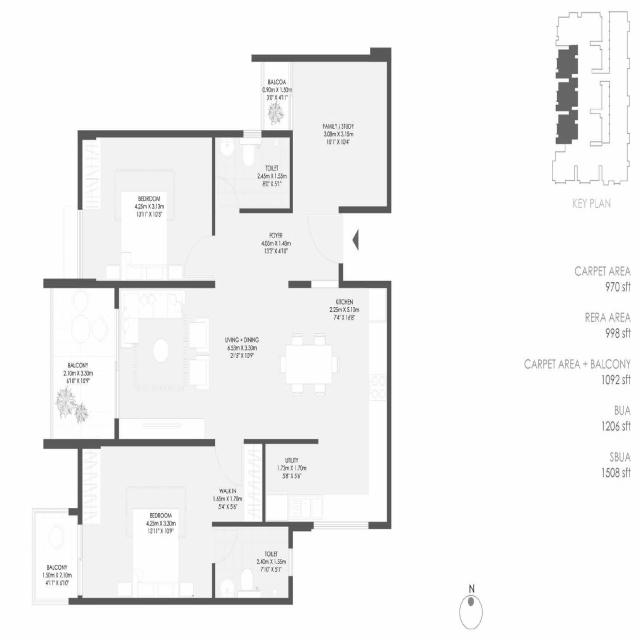 BALCOA
0.90m X 1.50m
3'0" X 4'11"
FAMILY / STUDY
3.08m X 3.15m
10'1" X 10'4"
TOILET
2.45m X 1.55m
8'0" X 5'1"
BEDROOM
4.25m X 3.13m
13'11" X 10'3"
FOYER
4.05m X 1.48m
13'3" X 4'10"
KITCHEN
2.25m X 5.10m
7'4" X 16'8"
LIVING + DINING
6.53m X 3.30m
21'5" X 10'9"
BALCONY
2.10m X 3.30m
6'10" X 10'9"
UTILITY
1.73m X 1.70m
5'8" X 5'6"
WALK IN
1.65m X 1.70m
5'4" X 5'6"
BEDROOM
4.25m X 3.30m
13'11" X 10'9"
BALCONY
1.50m X 2.10m
4'11" X 6'10"
TOILET
2.40m X 1.55m
7'10" X 5'1"
KEY PLAN
CARPET AREA
970 sft
RERA AREA
998 sft
CARPET AREA + BALCONY
1092 sft
BUA
1206 sft
SBUA
1508 sft
N